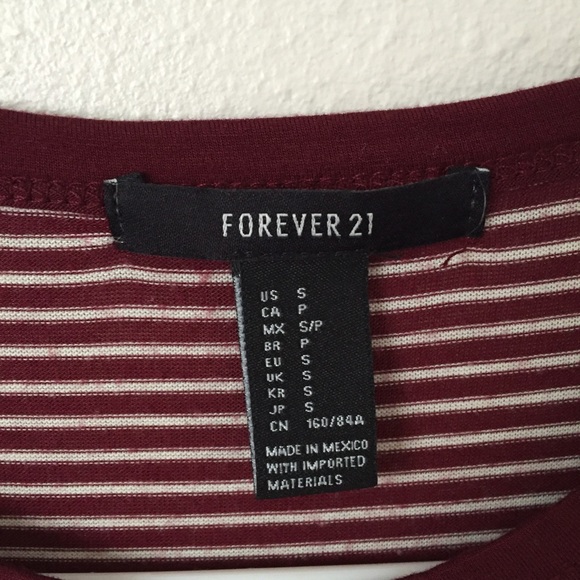 FOREVER 21
US S
CA P
MX S/P
BR P
EU S
UK S
KR S
JP S
CN 160/84A
MADE IN MEXICO
WITH IMPORTED
MATERIALS